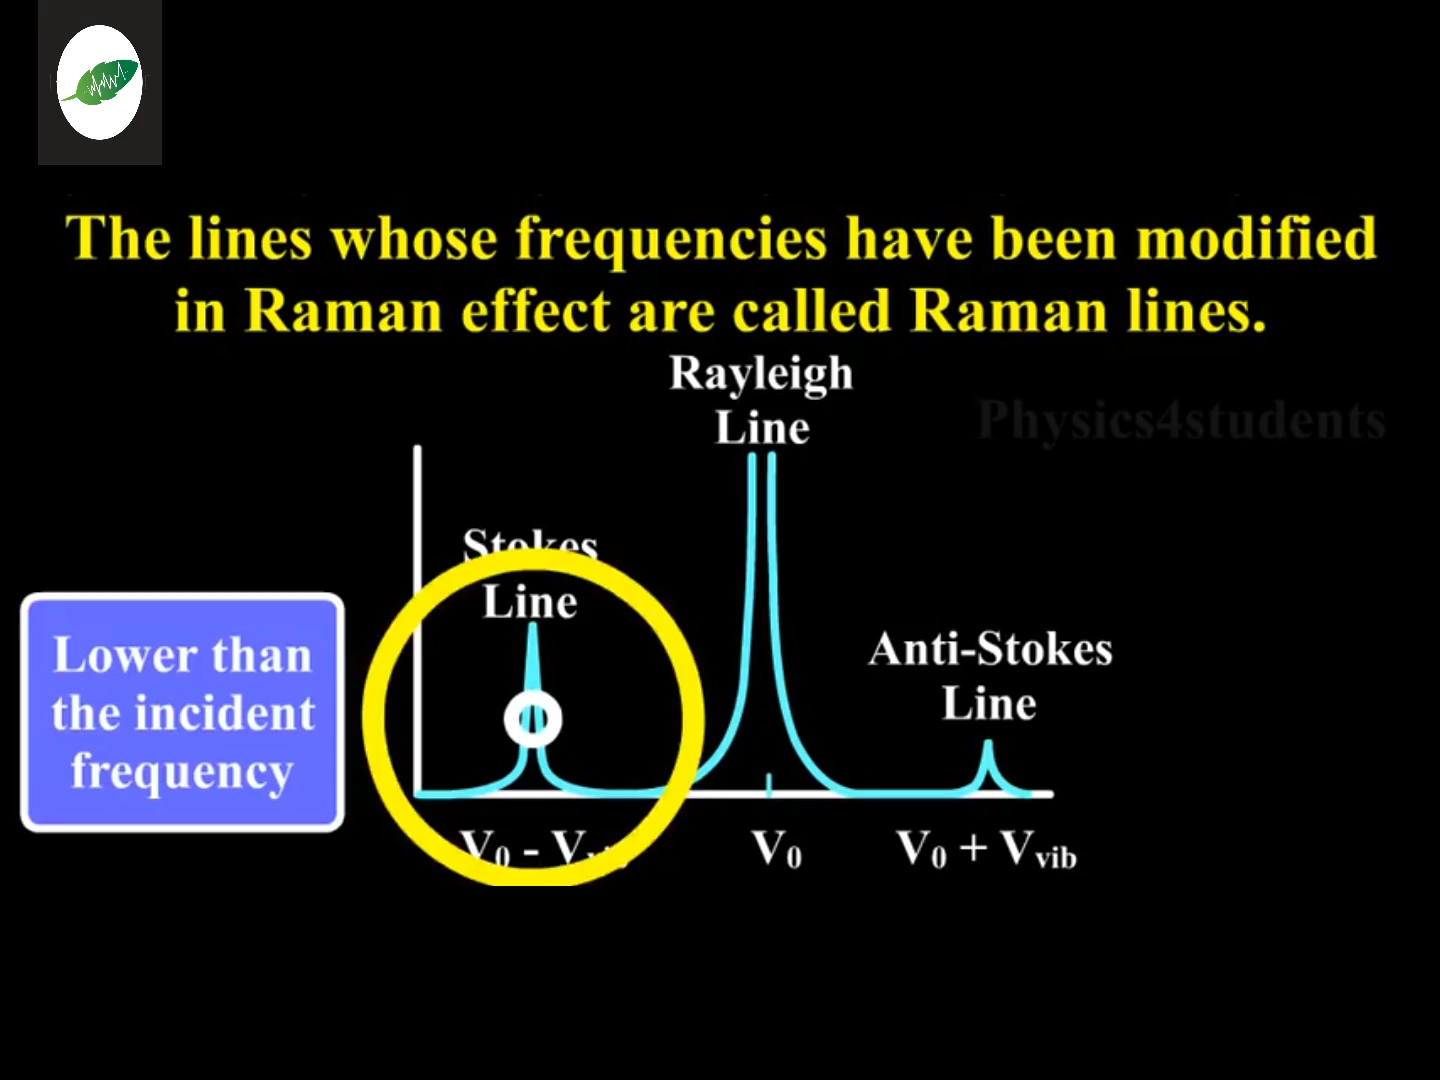 The lines whose frequencies have been modified
in Raman effect are called Raman lines.
Rayleigh
Line
Physics4students
Stokes
Line
Lower than
the incident
frequency
Anti-Stokes
Line
V₀ - V
V₀
V₀ + Vvib